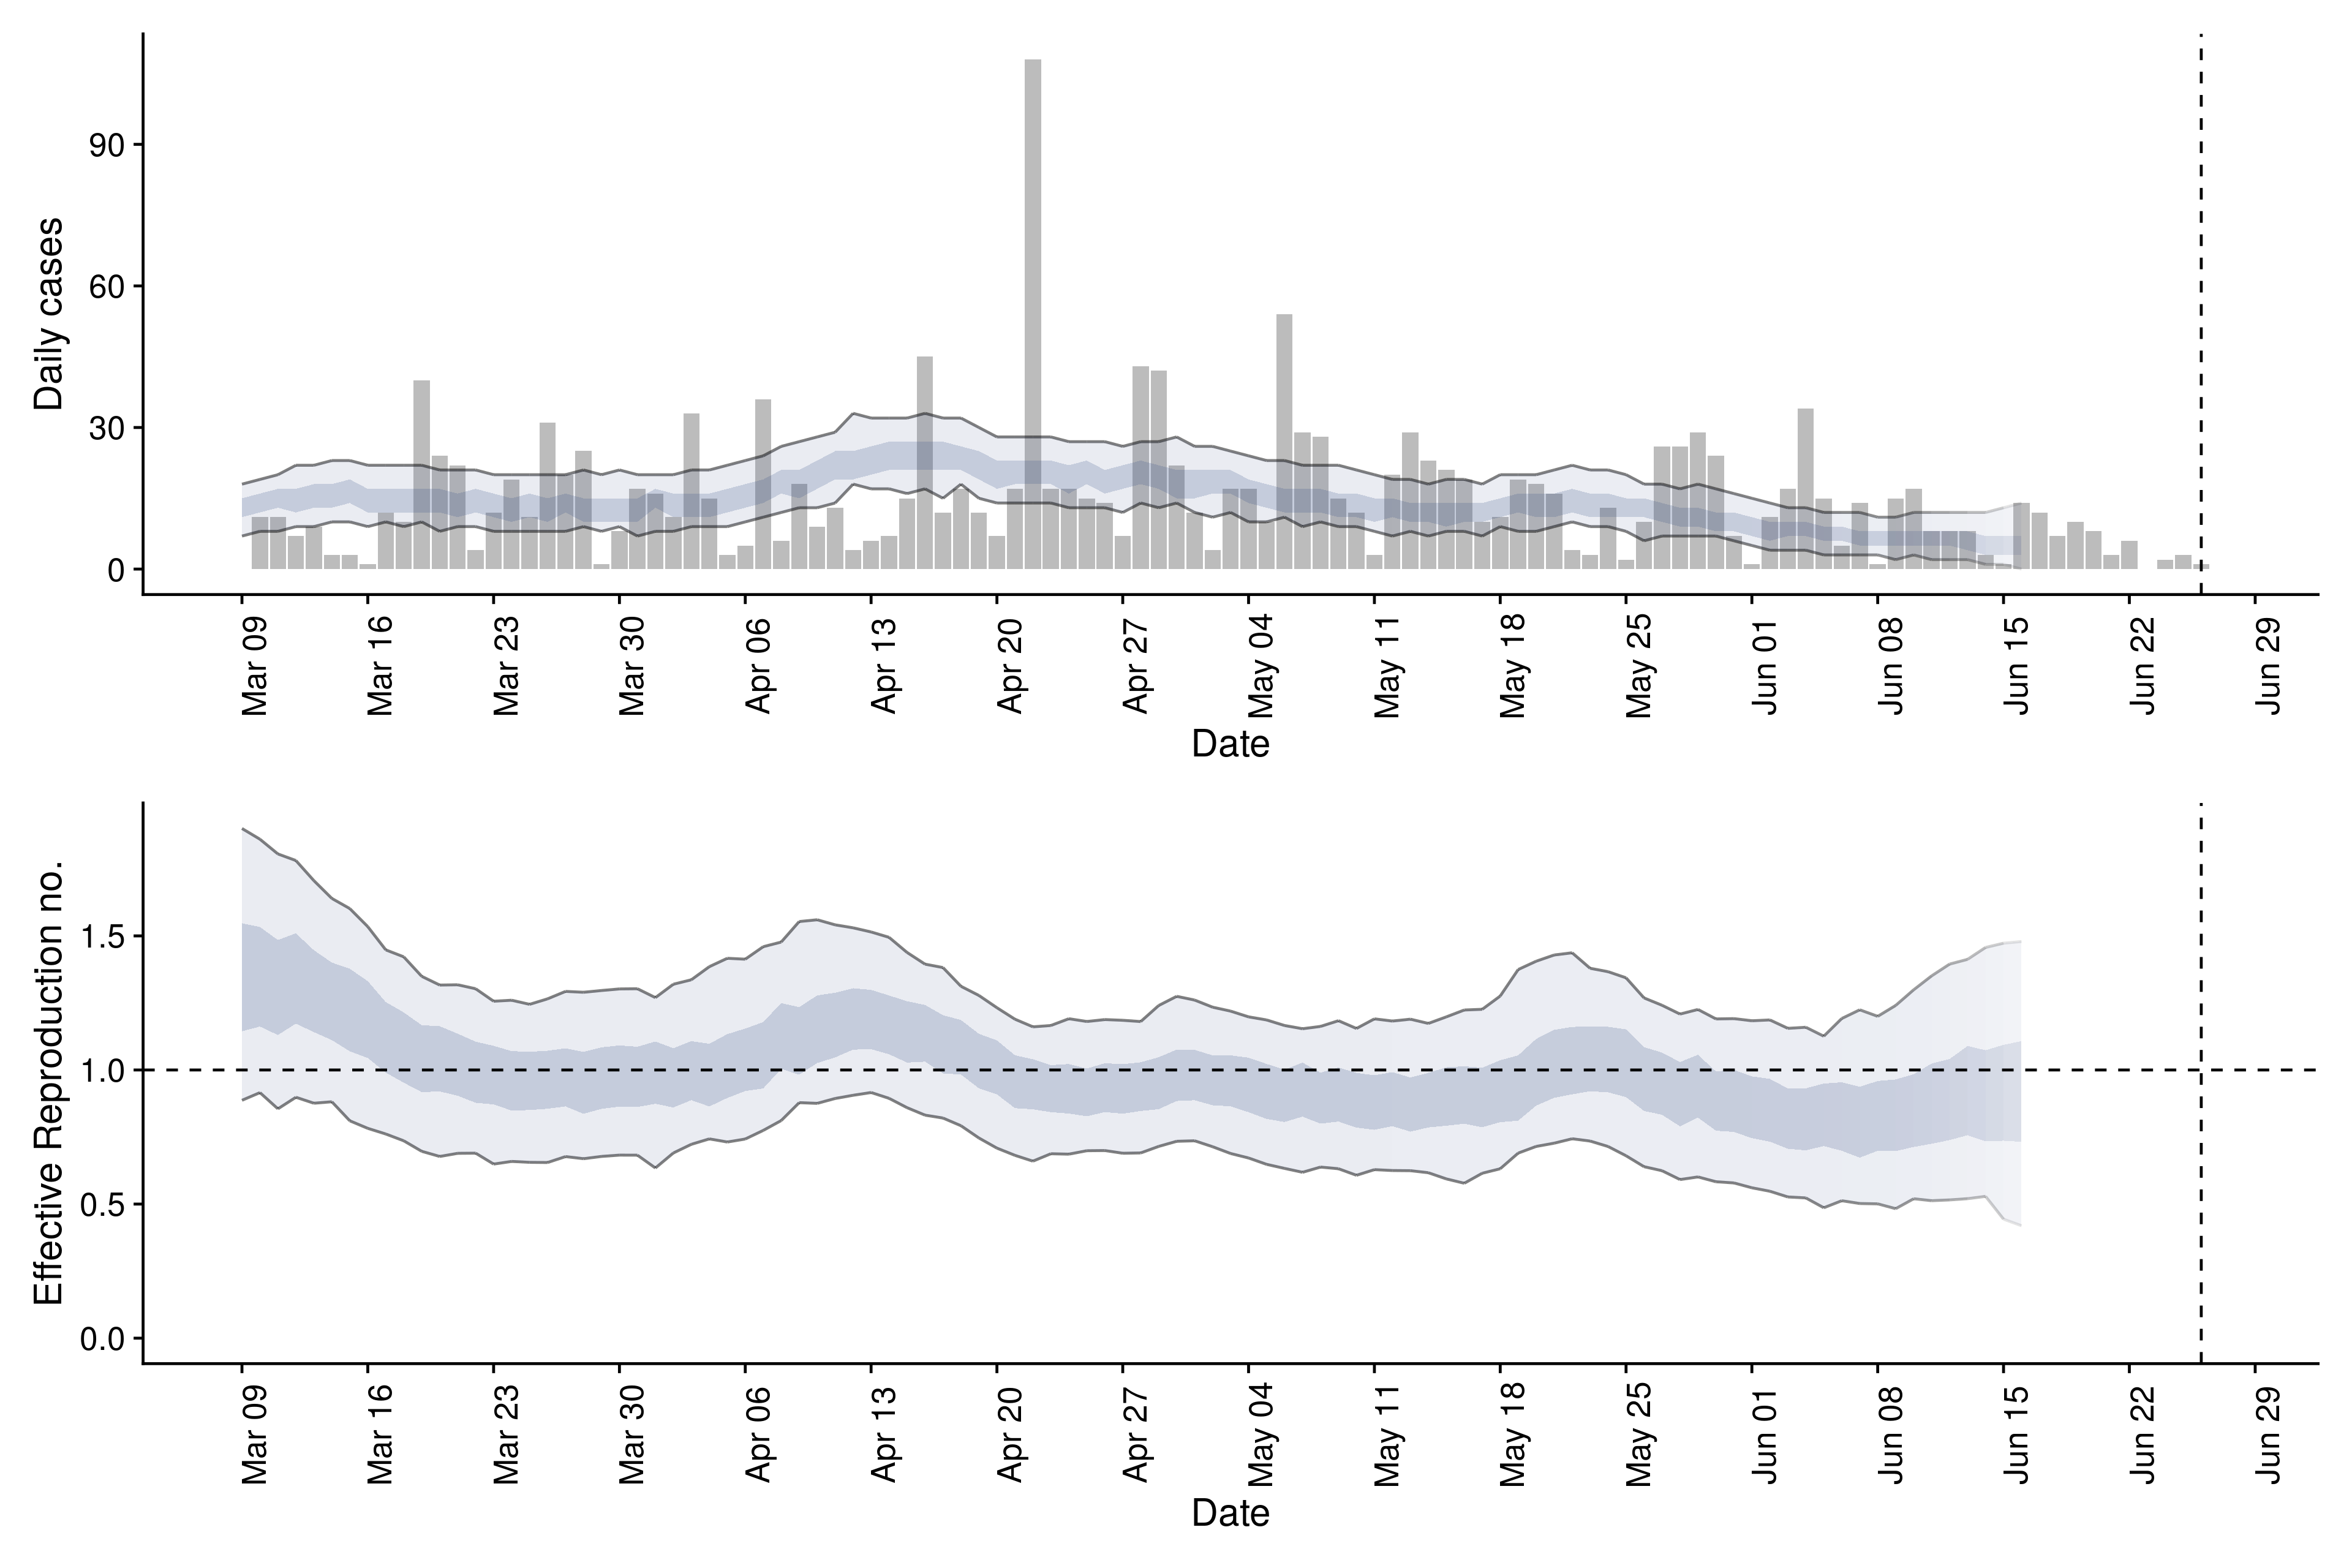 Daily cases
90
60
30
0
Mar 09
Mar 16
Mar 23
Mar 30
Apr 06
Apr 13
Apr 20
Apr 27
May 04
May 11
May 18
May 25
Jun 01
Jun 08
Jun 15
Jun 22
Jun 29
Date
Effective Reproduction no.
1.5
1.0
0.5
0.0
Mar 09
Mar 16
Mar 23
Mar 30
Apr 06
Apr 13
Apr 20
Apr 27
May 04
May 11
May 18
May 25
Jun 01
Jun 08
Jun 15
Jun 22
Jun 29
Date